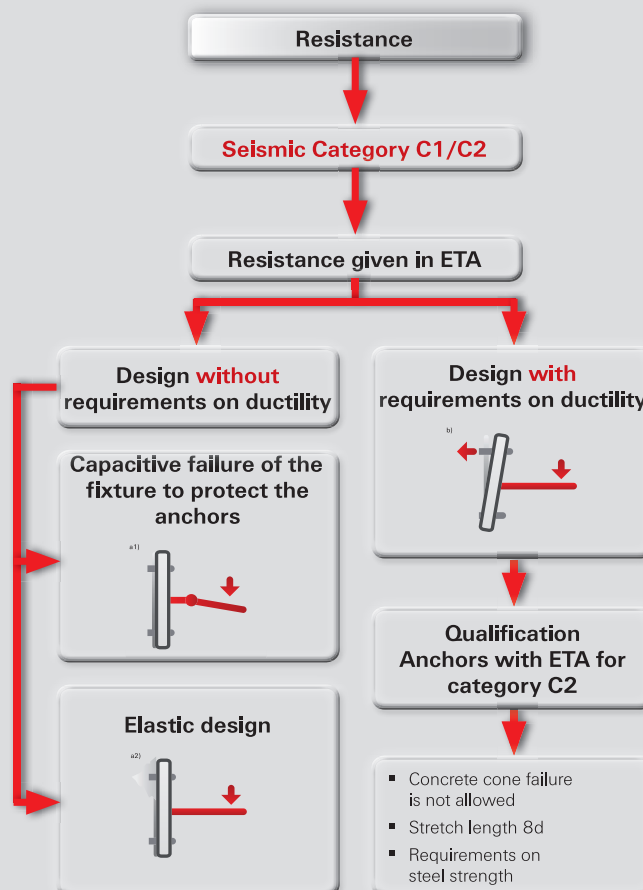 Resistance
Seismic Category C1/C2
Resistance given in ETA
Design without
requirements on ductility
Capacitive failure of the
fixture to protect the
anchors
a1)
Elastic design
a2)
Design with
requirements on ductility
b)
Qualification
Anchors with ETA for
category C2
▪ Concrete cone failure
is not allowed
▪ Stretch length 8d
▪ Requirements on
steel strength